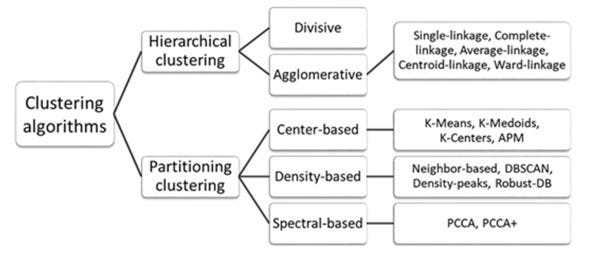 Clustering
algorithms
Hierarchical
clustering
Divisive
Agglomerative
Single-linkage, Complete-
linkage, Average-linkage,
Centroid-linkage, Ward-linkage
Partitioning
clustering
Center-based
K-Means, K-Medoids,
K-Centers, APM
Density-based
Neighbor-based, DBSCAN,
Density-peaks, Robust-DB
Spectral-based
PCCA, PCCA+